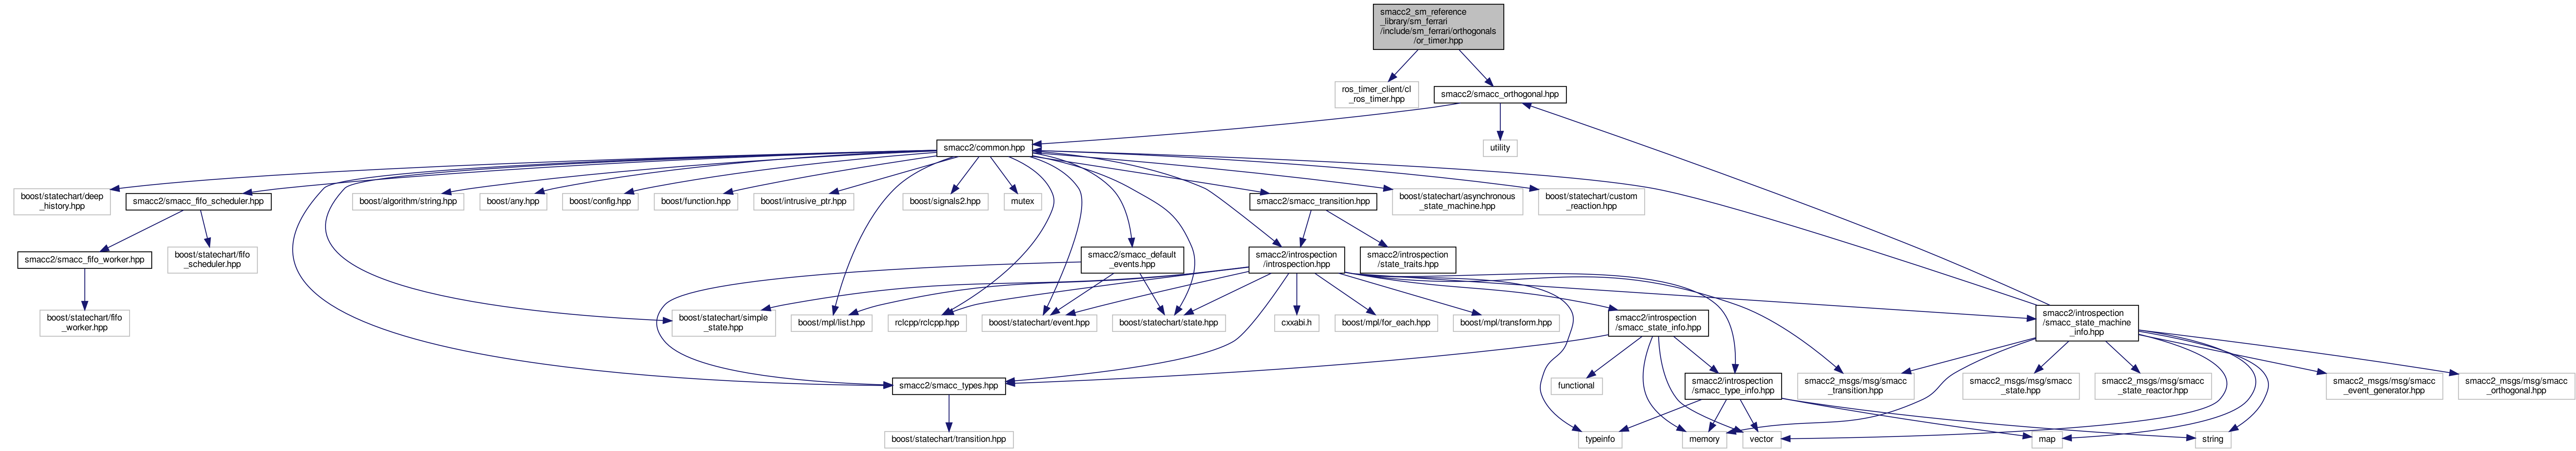 smacc2_sm_reference
_library/sm_ferrari
/include/sm_ferrari/orthogonals
/or_timer.hpp
ros_timer_client/cl
_ros_timer.hpp
smacc2/smacc_orthogonal.hpp
smacc2/common.hpp
utility
boost/statechart/deep
_history.hpp
smacc2/smacc_fifo_scheduler.hpp
boost/algorithm/string.hpp
boost/any.hpp
boost/config.hpp
boost/function.hpp
boost/intrusive_ptr.hpp
boost/signals2.hpp
mutex
smacc2/smacc_transition.hpp
boost/statechart/asynchronous
_state_machine.hpp
boost/statechart/custom
_reaction.hpp
smacc2/smacc_fifo_worker.hpp
boost/statechart/fifo
_scheduler.hpp
smacc2/smacc_default
_events.hpp
smacc2/introspection
/introspection.hpp
smacc2/introspection
/state_traits.hpp
boost/statechart/fifo
_worker.hpp
boost/statechart/simple
_state.hpp
boost/mpl/list.hpp
rclcpp/rclcpp.hpp
boost/statechart/event.hpp
boost/statechart/state.hpp
cxxabi.h
boost/mpl/for_each.hpp
boost/mpl/transform.hpp
smacc2/introspection
/smacc_state_info.hpp
smacc2/introspection
/smacc_state_machine
_info.hpp
smacc2/smacc_types.hpp
functional
smacc2/introspection
/smacc_type_info.hpp
smacc2_msgs/msg/smacc
_transition.hpp
smacc2_msgs/msg/smacc
_state.hpp
smacc2_msgs/msg/smacc
_state_reactor.hpp
smacc2_msgs/msg/smacc
_event_generator.hpp
smacc2_msgs/msg/smacc
_orthogonal.hpp
boost/statechart/transition.hpp
typeinfo
memory
vector
map
string